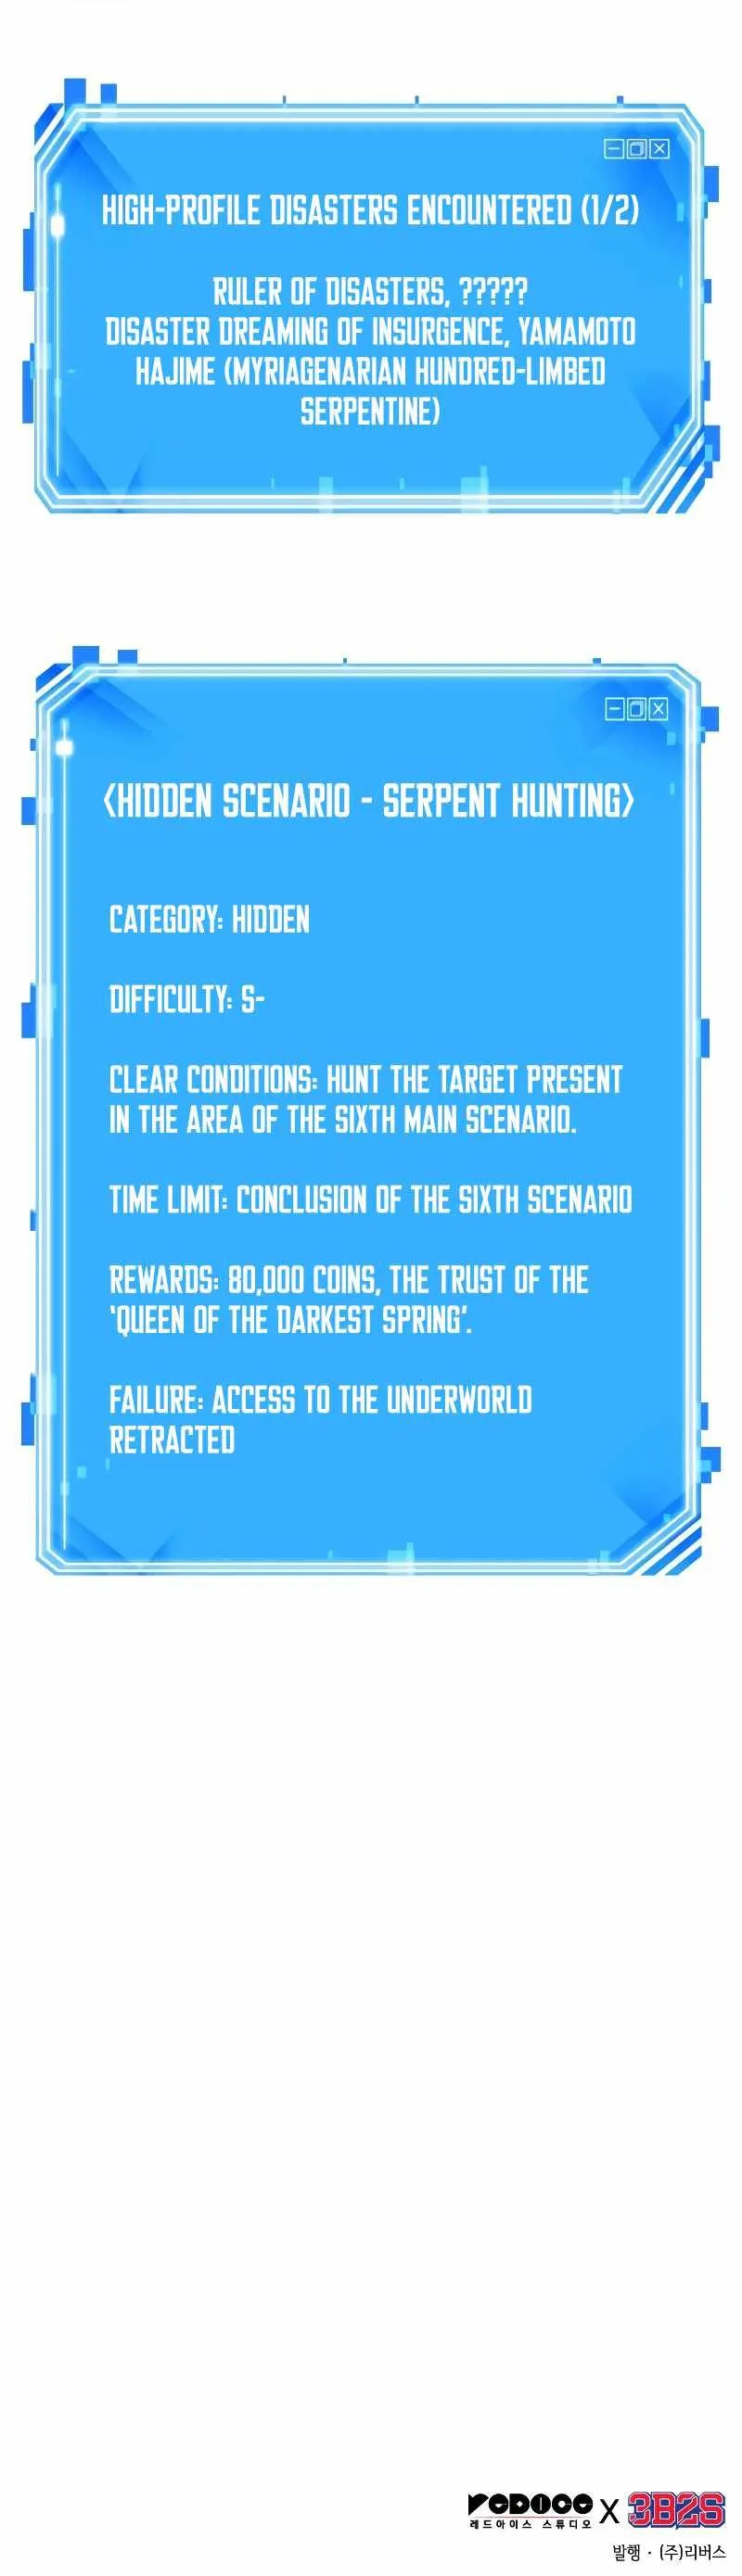 HIGH-PROFILE DISASTERS ENCOUNTERED (1/2)
RULER OF DISASTERS, ?????
DISASTER DREAMING OF INSURGENCE, YAMAMOTO
HAJIME (MYRIAGENARIAN HUNDRED-LIMBED
SERPENTINE)
<HIDDEN SCENARIO - SERPENT HUNTING>
CATEGORY: HIDDEN
DIFFICULTY: S-
CLEAR CONDITIONS: HUNT THE TARGET PRESENT
IN THE AREA OF THE SIXTH MAIN SCENARIO.
TIME LIMIT: CONCLUSION OF THE SIXTH SCENARIO
REWARDS: 80,000 COINS, THE TRUST OF THE
'QUEEN OF THE DARKEST SPRING'.
FAILURE: ACCESS TO THE UNDERWORLD
RETRACTED
REDICE X 3B2S
레드아이스 스튜디오
발행 · (주)리버스